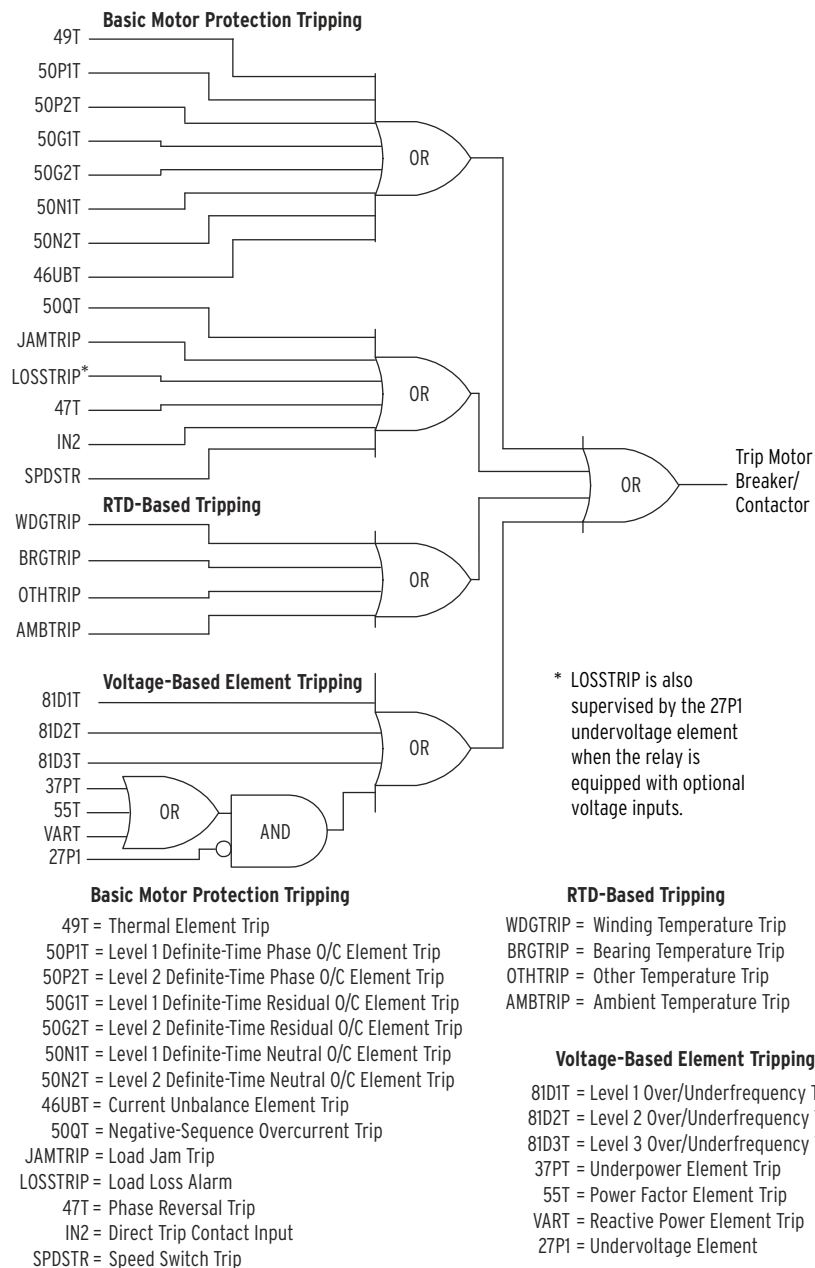 Basic Motor Protection Tripping
49T
50P1T
50P2T
50G1T
50G2T
50N1T
50N2T
46UBT
OR
50QT
JAMTRIP
LOSSTRIP*
47T
IN2
SPDSTR
OR
RTD-Based Tripping
WDGTRIP
BRGTRIP
OTHTRIP
AMBTRIP
OR
Voltage-Based Element Tripping
81D1T
81D2T
81D3T
37PT
55T
VART
27P1
OR
AND
OR
OR
Trip Motor
Breaker/
Contactor
* LOSSTRIP is also
supervised by the 27P1
undervoltage element
when the relay is
equipped with optional
voltage inputs.
Basic Motor Protection Tripping
49T = Thermal Element Trip
50P1T = Level 1 Definite-Time Phase O/C Element Trip
50P2T = Level 2 Definite-Time Phase O/C Element Trip
50G1T = Level 1 Definite-Time Residual O/C Element Trip
50G2T = Level 2 Definite-Time Residual O/C Element Trip
50N1T = Level 1 Definite-Time Neutral O/C Element Trip
50N2T = Level 2 Definite-Time Neutral O/C Element Trip
46UBT = Current Unbalance Element Trip
50QT = Negative-Sequence Overcurrent Trip
JAMTRIP = Load Jam Trip
LOSSTRIP = Load Loss Alarm
47T = Phase Reversal Trip
IN2 = Direct Trip Contact Input
SPDSTR = Speed Switch Trip
RTD-Based Tripping
WDGTRIP = Winding Temperature Trip
BRGTRIP = Bearing Temperature Trip
OTHTRIP = Other Temperature Trip
AMBTRIP = Ambient Temperature Trip
Voltage-Based Element Tripping
81D1T = Level 1 Over/Underfrequency
81D2T = Level 2 Over/Underfrequency
81D3T = Level 3 Over/Underfrequency
37PT = Underpower Element Trip
55T = Power Factor Element Trip
VART = Reactive Power Element Trip
27P1 = Undervoltage Element